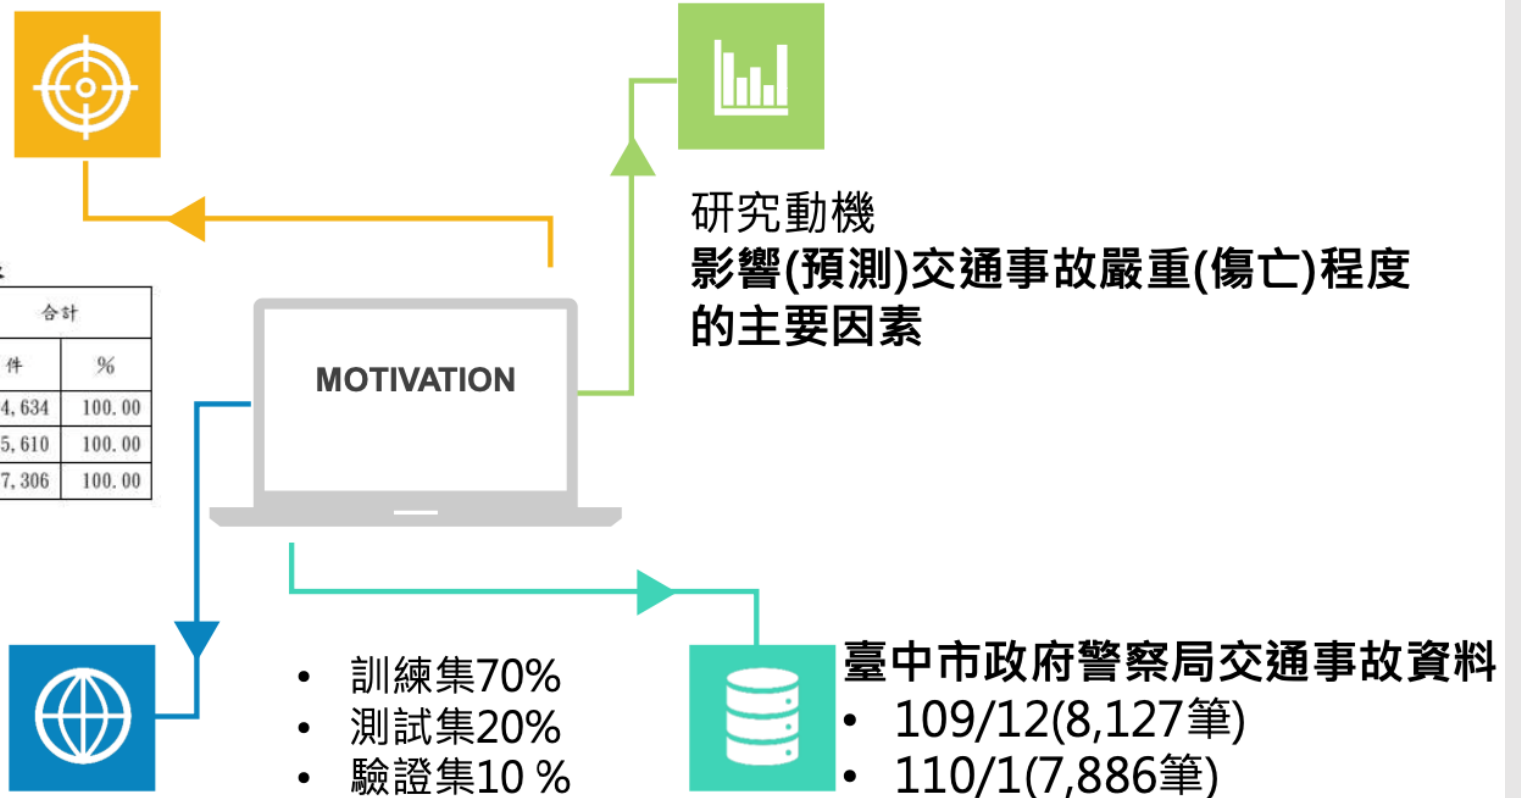 研究動機
影響(預測)交通事故嚴重(傷亡)程度
的主要因素
合計
件 %
4,634 100.00
5,610 100.00
7,306 100.00
MOTIVATION
• 訓練集70%
• 測試集20%
• 驗證集10 %
臺中市政府警察局交通事故資料
• 109/12(8,127筆)
• 110/1(7,886筆)